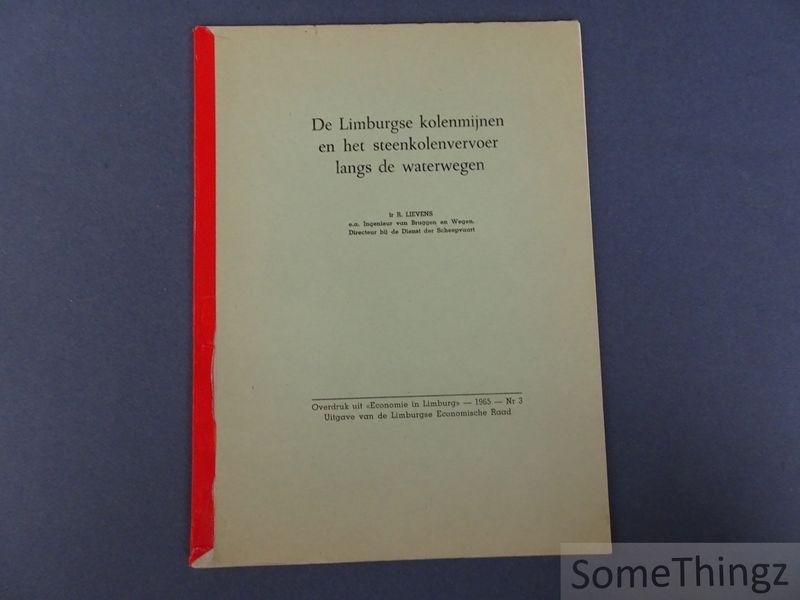 De Limburgse kolenmijnen
en het steenkolenvervoer
langs de waterwegen
ir R. LIEVENS
e.a. Ingenieur van Bruggen en Wegen,
Directeur bij de Dienst der Scheepvaart
Overdruk uit «Economie in Limburg» — 1965 — Nr 3
Uitgave van de Limburgse Economische Raad
SomeThingz